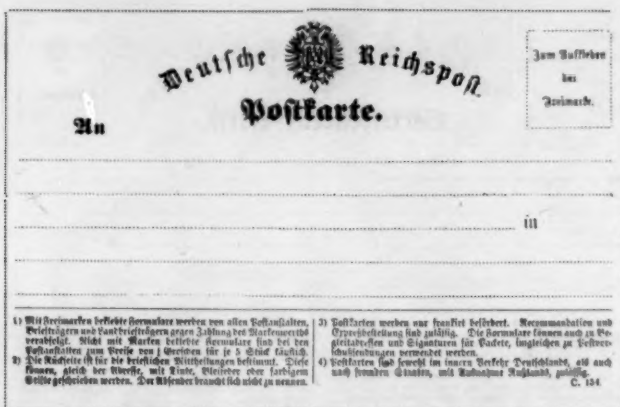 Deutsche Reichspost
Postkarte.
Zum Aufkleben
der
Freimarke.
An
in
1) Mit Freimarken beklebte Formulare werden von allen Postanstalten,
Briefträgern und Landbriefträgern gegen Zahlung des Markenwerths
verabfolgt. Nicht mit Marken beklebte Formulare sind bei den
Postanstalten zum Preise von Groschen für je 5 Stück käuflich.
2) Die Rückseite ist für die brieflichen Mittheilungen bestimmt. Diese
können, gleich der Adresse, mit Tinte, Bleifeder oder farbigem
Stifte geschrieben werden. Der Absender braucht sich nicht zu nennen.
3) Postkarten werden nur frankirt befördert. Recommandation und
Expreßbestellung sind zulässig. Die Formulare können auch zu Be-
gleitadressen und Signaturen für Packete, imgleichen zu Postvor-
schußsendungen verwendet werden.
4) Postkarten sind sowohl im innern Verkehr Deutschlands, als auch
nach fremden Staaten, mit Ausnahme Rußlands, zulässig.
C. 154.